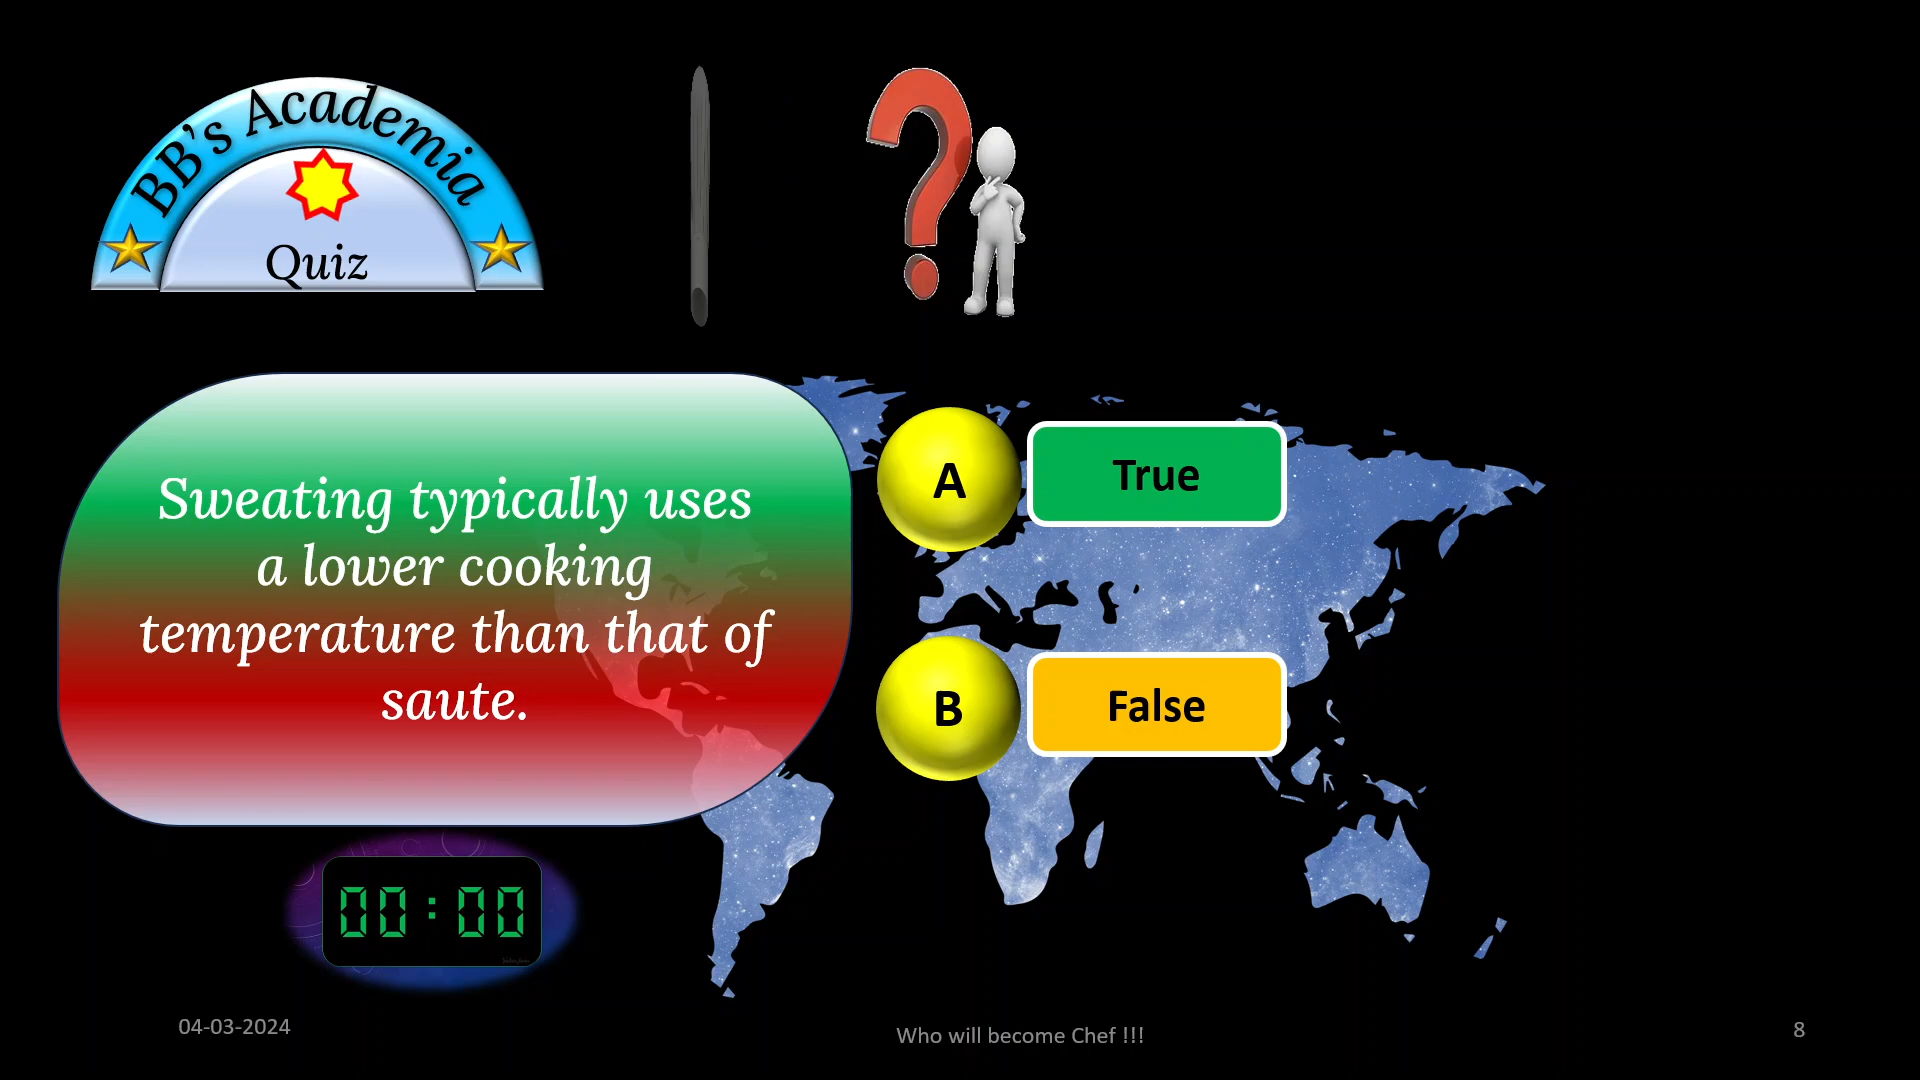 BB's Academia
Quiz
Sweating typically uses
a lower cooking
temperature than that of
saute.
A
True
B
False
00:00
04-03-2024
Who will become Chef !!!
8